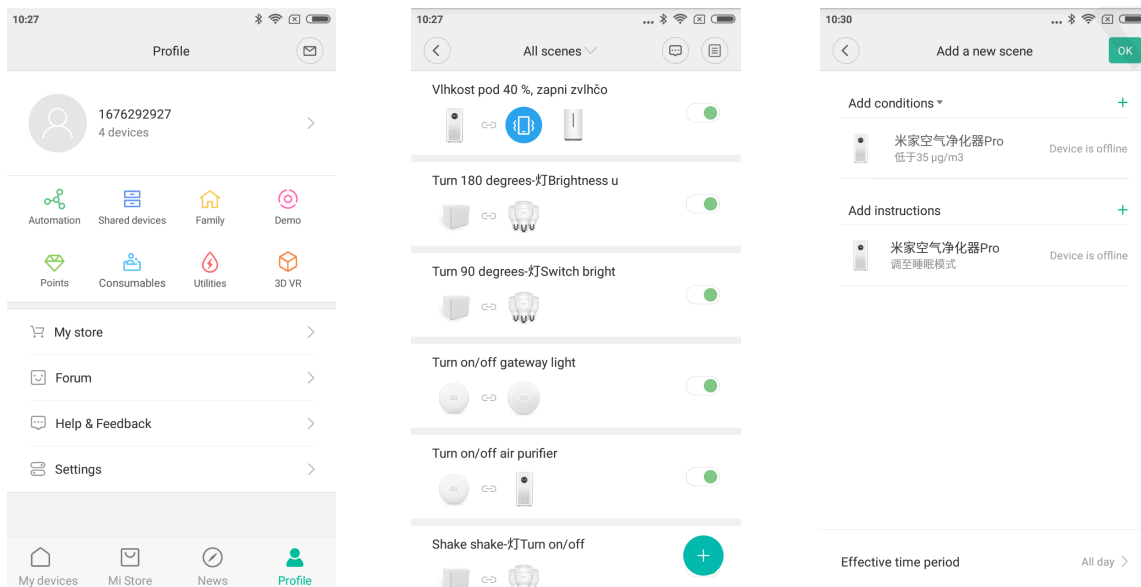 10:27
Profile
1676292927
4 devices
Automation
Shared devices
Family
Demo
Points
Consumables
Utilities
3D VR
My store
Forum
Help & Feedback
Settings
My devices
Mi Store
News
Profile
10:27
...
All scenes
Vlhkost pod 40 %, zapni zvlhčo
Turn 180 degrees-灯Brightness u
Turn 90 degrees-灯Switch bright
Turn on/off gateway light
Turn on/off air purifier
Shake shake-灯Turn on/off
10:30
...
Add a new scene
OK
Add conditions
米家空气净化器Pro
低于35 μg/m3
Device is offline
Add instructions
米家空气净化器Pro
调至睡眠模式
Device is offline
Effective time period
All day